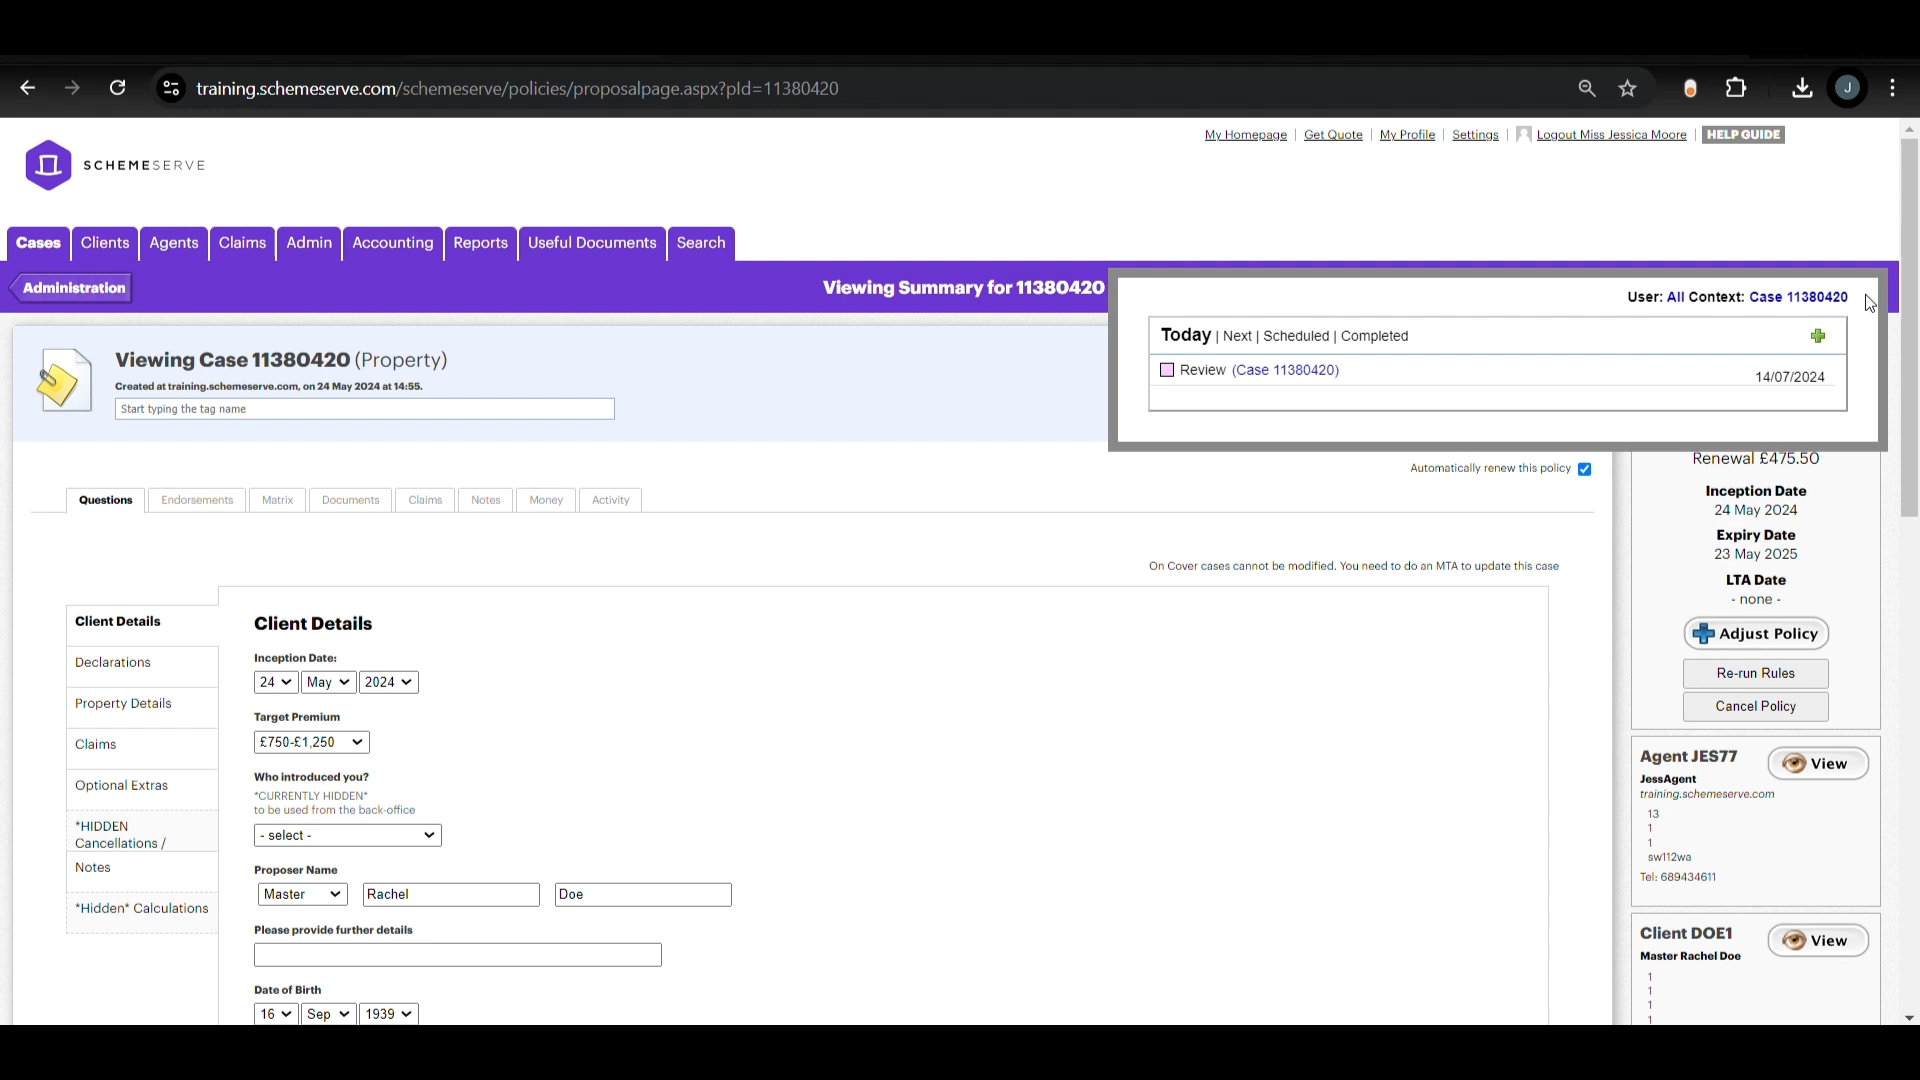 training.schemeserve.com/schemeserve/policies/proposalpage.aspx?pId=11380420
J
My Homepage | Get Quote | My Profile | Settings | Logout Miss Jessica Moore | HELP GUIDE
SCHEMESERVE
Cases Clients Agents Claims Admin Accounting Reports Useful Documents Search
Administration
Viewing Summary for 11380420
User: All Context: Case 11380420
Today | Next | Scheduled | Completed
Review (Case 11380420)
14/07/2024
Viewing Case 11380420 (Property)
Created at training.schemeserve.com, on 24 May 2024 at 14:55.
Start typing the tag name
Automatically renew this policy
Renewal £475.50
Inception Date
24 May 2024
Expiry Date
23 May 2025
LTA Date
- none -
Adjust Policy
Re-run Rules
Cancel Policy
Questions Endorsements Matrix Documents Claims Notes Money Activity
On Cover cases cannot be modified. You need to do an MTA to update this case
Client Details
Declarations
Property Details
Claims
Optional Extras
*HIDDEN
Cancellations /
Notes
*Hidden* Calculations
Client Details
Inception Date:
24 May 2024
Target Premium
£750-£1,250
Who introduced you?
*CURRENTLY HIDDEN*
to be used from the back-office
- select -
Proposer Name
Master Rachel Doe
Please provide further details
Date of Birth
16 Sep 1939
Agent JES77
View
JessAgent
training.schemeserve.com
13
1
1
sw112wa
Tel: 689434611
Client DOE1
View
Master Rachel Doe
1
1
1
1